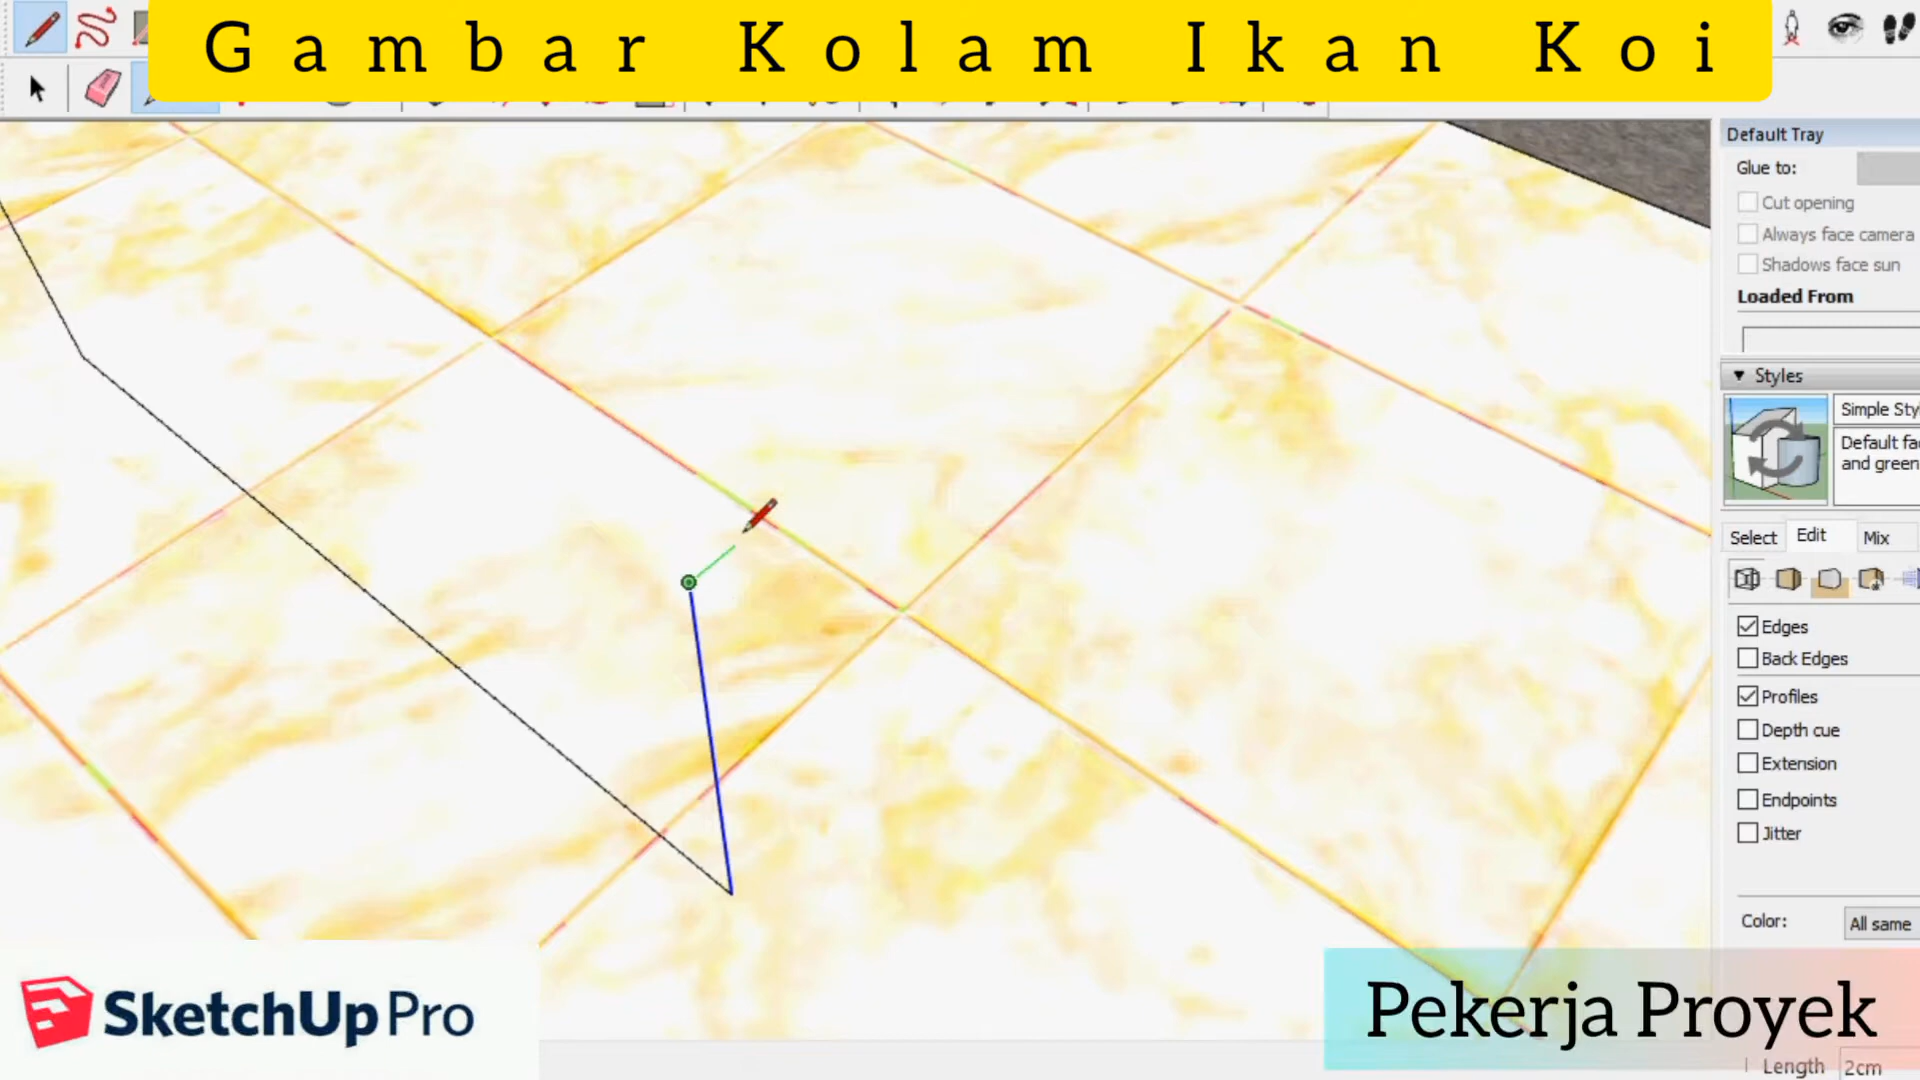 Gambar Kolam Ikan Koi
Default Tray
Glue to:
Cut opening
Always face camera
Shadows face sun
Loaded From
Styles
Simple Sty
Default fac
and green
Select Edit Mix
Edges
Back Edges
Profiles
Depth cue
Extension
Endpoints
Jitter
Color: All same
SketchUp Pro
Pekerja Proyek
Length 2cm